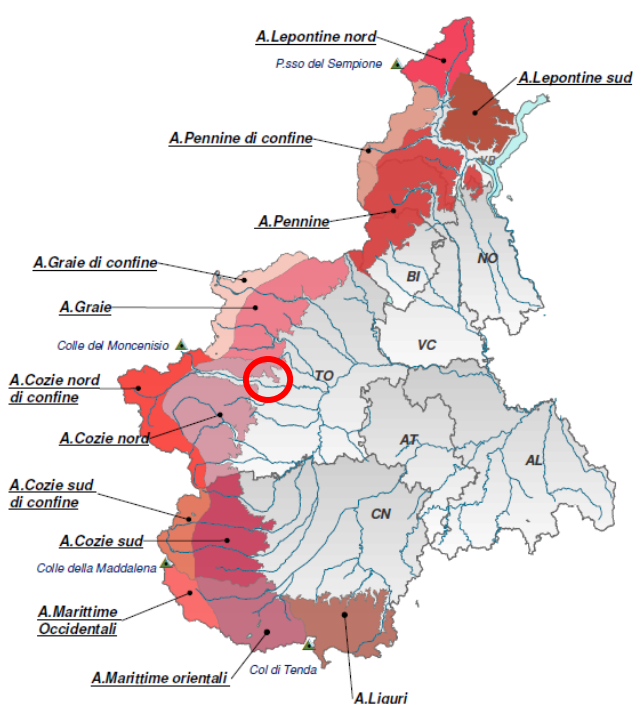 A.Lepontine nord
P.sso del Sempione
A.Lepontine sud
A.Pennine di confine
VB
A.Pennine
NO
A.Graie di confine
BI
A.Graie
Colle del Moncenisio
VC
A.Cozie nord
di confine
TO
A.Cozie nord
AT
AL
A.Cozie sud
di confine
CN
A.Cozie sud
Colle della Maddalena
A.Marittime
Occidentali
Col di Tenda
A.Marittime orientali
A.Liguri